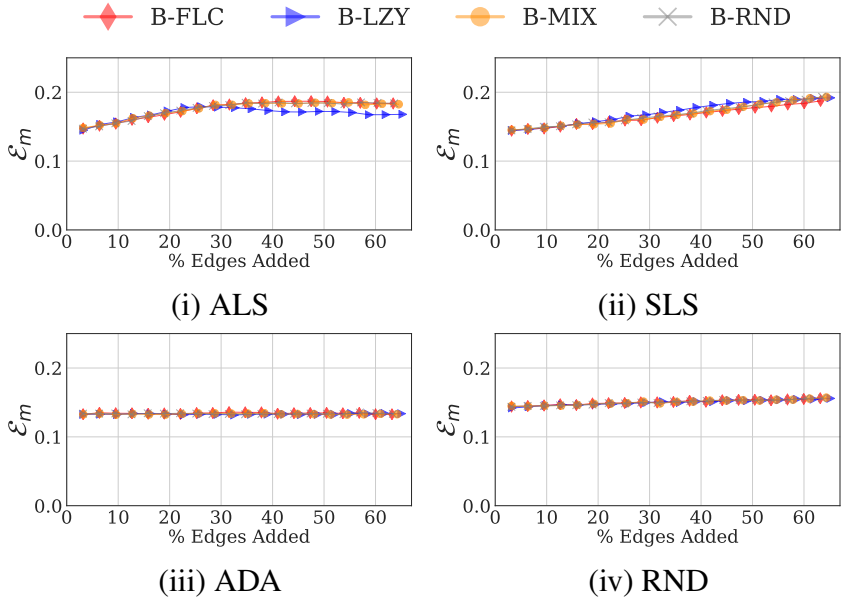 B-FLC B-LZY B-MIX B-RND
0.2
0.1
0.0
ℰm
0 10 20 30 40 50 60
% Edges Added
(i) ALS
0.2
0.1
0.0
ℰm
0 10 20 30 40 50 60
% Edges Added
(ii) SLS
0.2
0.1
0.0
ℰm
0 10 20 30 40 50 60
% Edges Added
(iii) ADA
0.2
0.1
0.0
ℰm
0 10 20 30 40 50 60
% Edges Added
(iv) RND